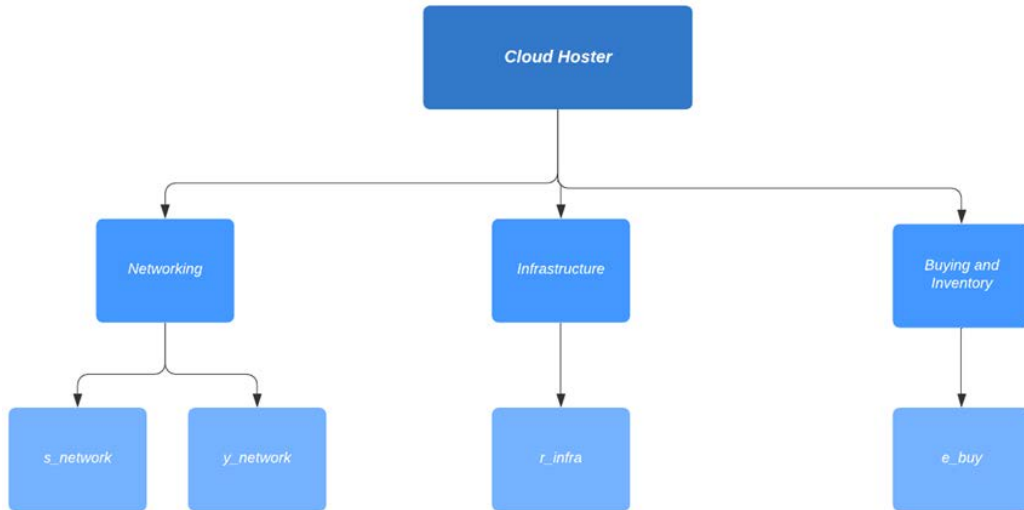 Cloud Hoster
Networking
Infrastructure
Buying and
Inventory
s_network
y_network
r_infra
e_buy